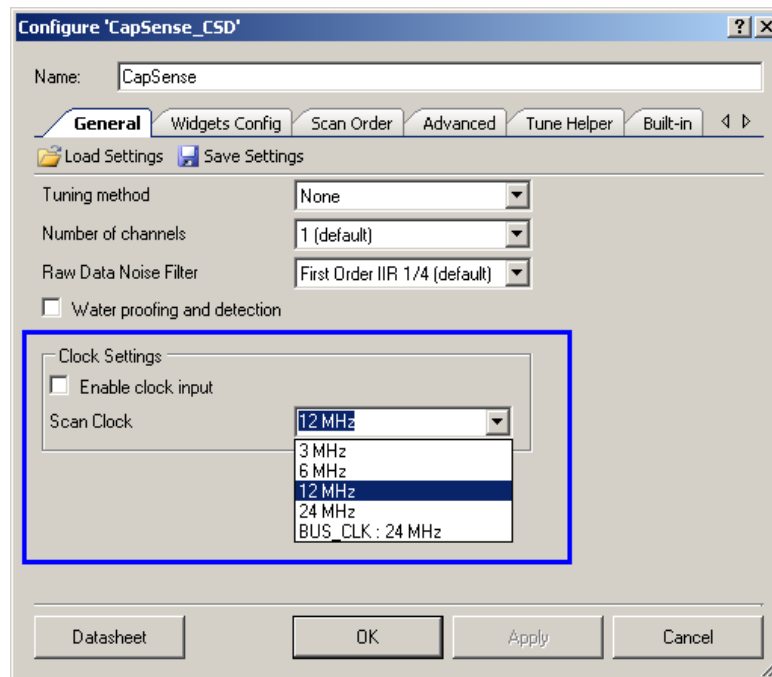 Configure 'CapSense_CSD'
Name: CapSense
General Widgets Config Scan Order Advanced Tune Helper Built-in
Load Settings Save Settings
Tuning method None
Number of channels 1 (default)
Raw Data Noise Filter First Order IIR 1/4 (default)
Water proofing and detection
Clock Settings
Enable clock input
Scan Clock 12 MHz
3 MHz
6 MHz
12 MHz
24 MHz
BUS_CLK : 24 MHz
Datasheet OK Apply Cancel